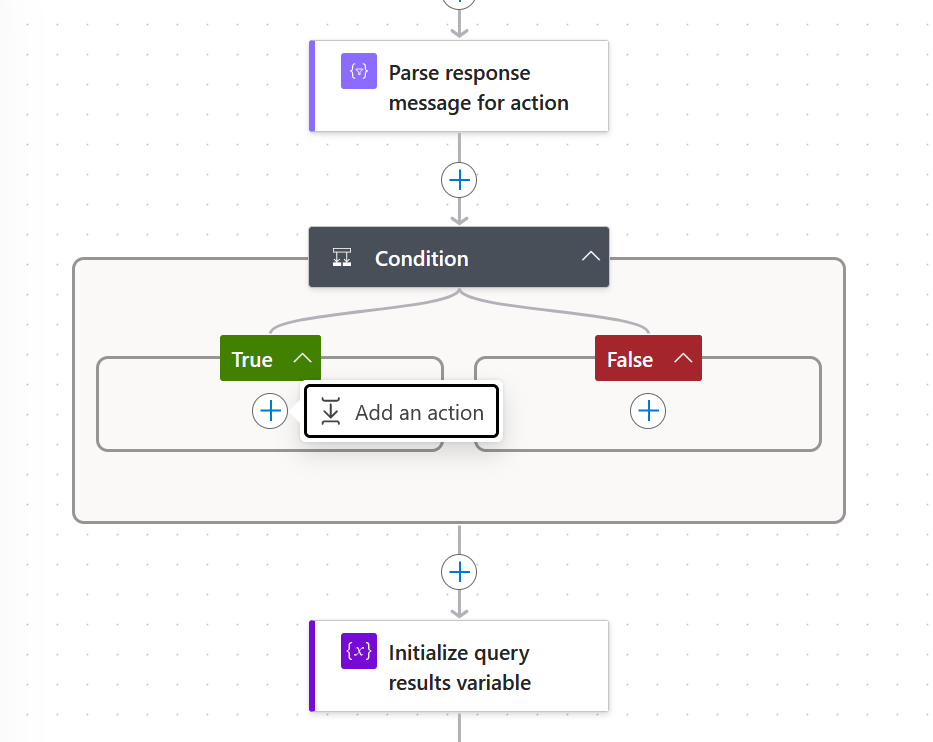 Parse response
message for action
Condition
True
False
Add an action
Initialize query
results variable